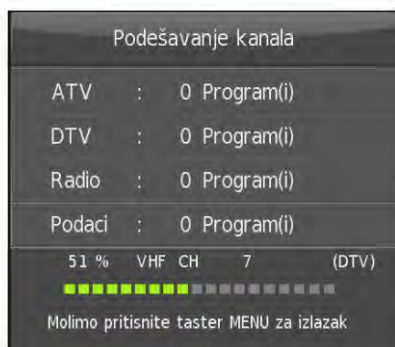 Podešavanje kanala
ATV : 0 Program(i)
DTV : 0 Program(i)
Radio : 0 Program(i)
Podaci : 0 Program(i)
51 % VHF CH 7 (DTV)
Molimo pritisnite taster MENU za izlazak